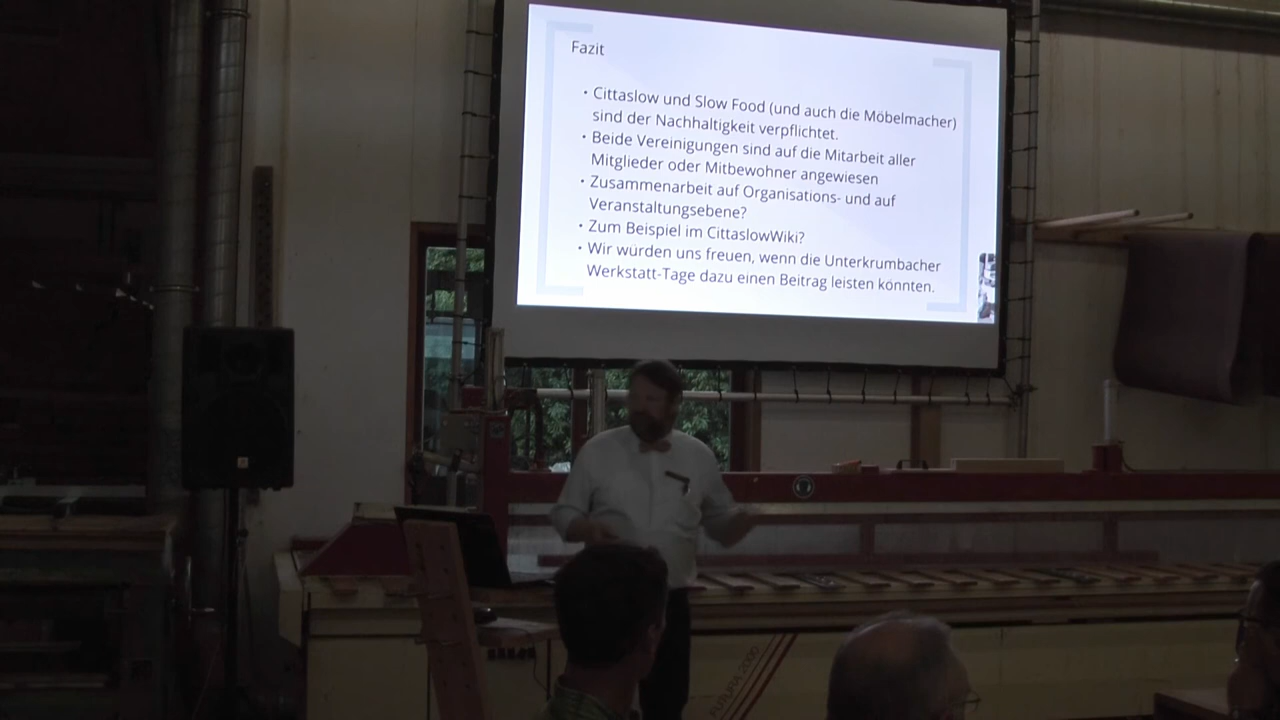 Fazit
• Cittaslow und Slow Food (und auch die Möbelmacher)
sind der Nachhaltigkeit verpflichtet.
• Beide Vereinigungen sind auf die Mitarbeit aller
Mitglieder oder Mitbewohner angewiesen
• Zusammenarbeit auf Organisations- und auf
Veranstaltungsebene?
• Zum Beispiel im CittaslowWiki?
• Wir würden uns freuen, wenn die Unterkrumbacher
Werkstatt-Tage dazu einen Beitrag leisten könnten.
FUTURA 2000